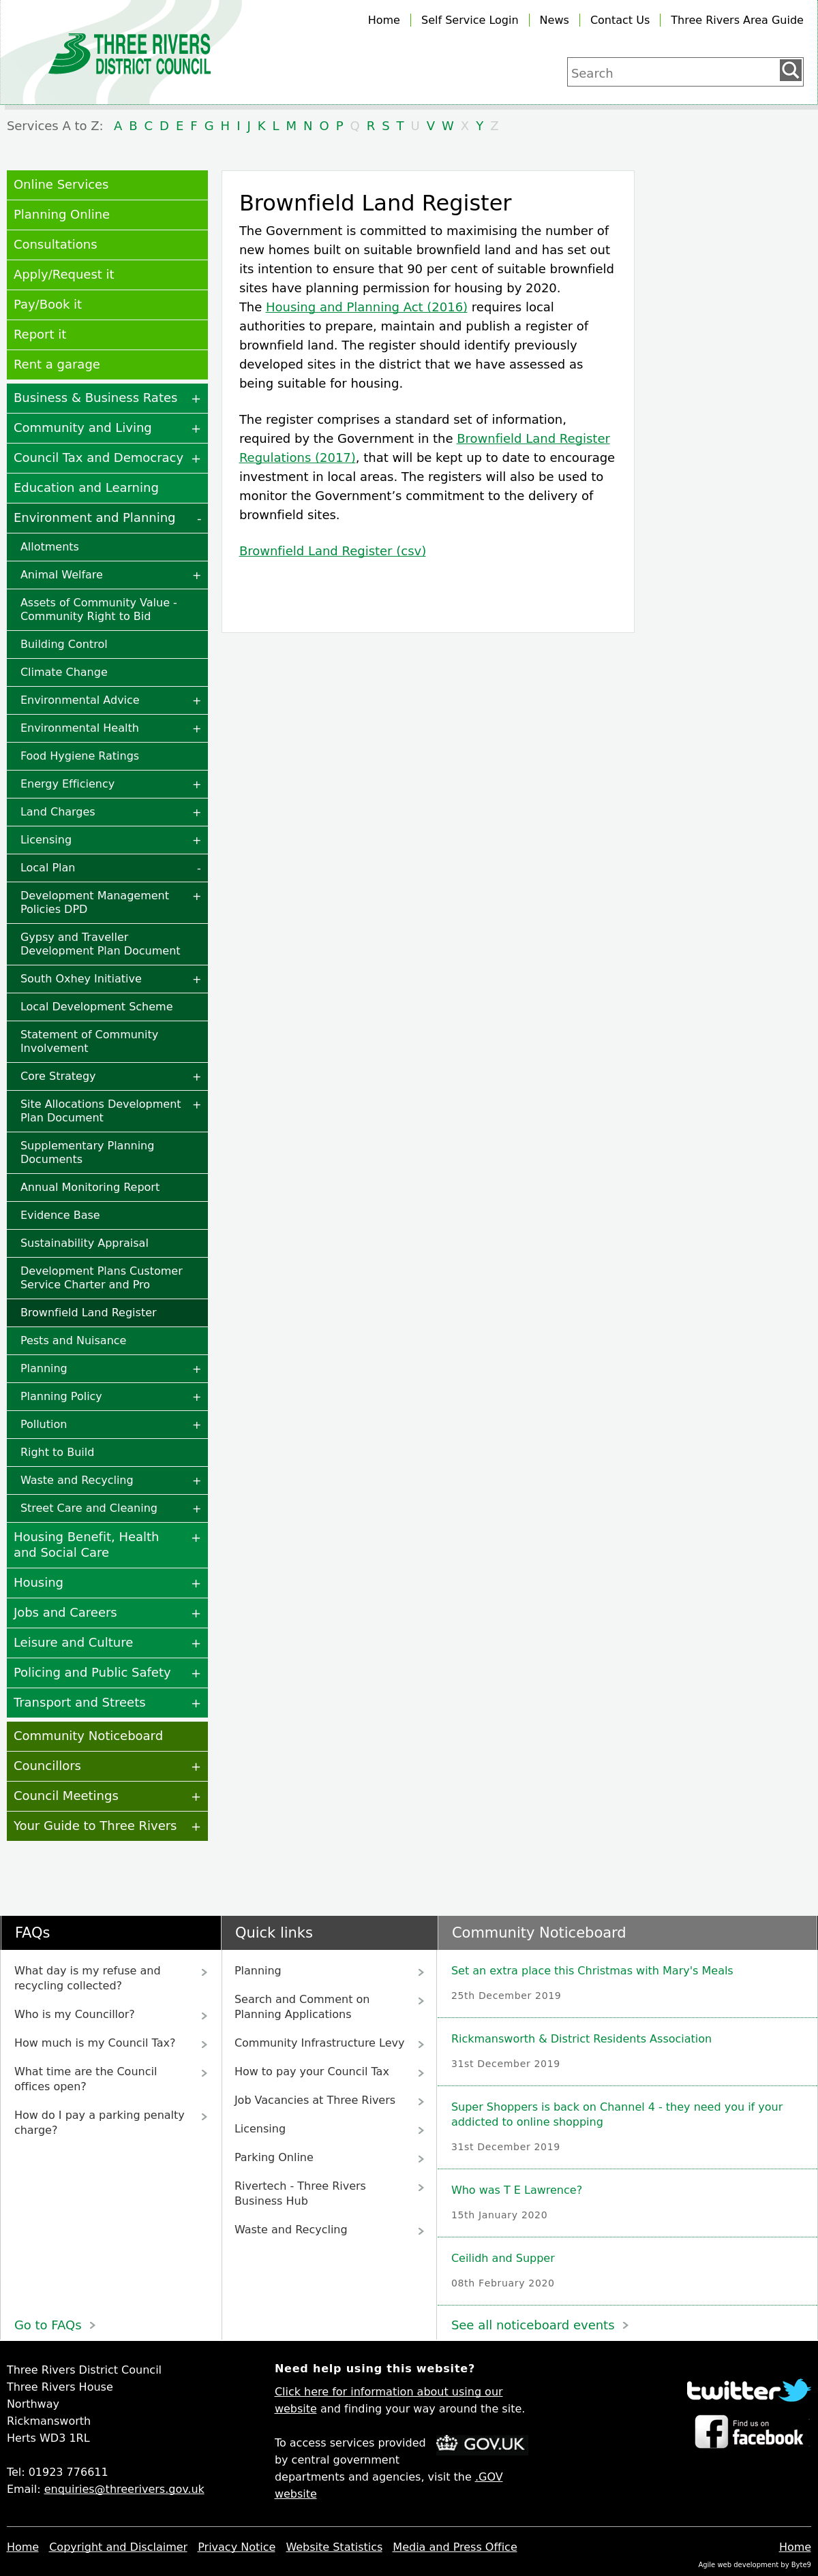 THREE RIVERS
DISTRICT COUNCIL
Home
Self Service Login
News
Contact Us
Three Rivers Area Guide
Search
Services A to Z: A B C D E F G H I J K L M N O P Q R S T U V W X Y Z
Online Services
Planning Online
Consultations
Apply/Request it
Pay/Book it
Report it
Rent a garage
Business & Business Rates +
Community and Living +
Council Tax and Democracy +
Education and Learning
Environment and Planning -
Allotments
Animal Welfare +
Assets of Community Value -
Community Right to Bid
Building Control
Climate Change
Environmental Advice +
Environmental Health +
Food Hygiene Ratings
Energy Efficiency +
Land Charges +
Licensing +
Local Plan -
Development Management +
Policies DPD
Gypsy and Traveller
Development Plan Document
South Oxhey Initiative +
Local Development Scheme
Statement of Community
Involvement
Core Strategy +
Site Allocations Development +
Plan Document
Supplementary Planning
Documents
Annual Monitoring Report
Evidence Base
Sustainability Appraisal
Development Plans Customer
Service Charter and Pro
Brownfield Land Register
Pests and Nuisance
Planning +
Planning Policy +
Pollution +
Right to Build
Waste and Recycling +
Street Care and Cleaning +
Housing Benefit, Health +
and Social Care
Housing +
Jobs and Careers +
Leisure and Culture +
Policing and Public Safety +
Transport and Streets +
Community Noticeboard
Councillors +
Council Meetings +
Your Guide to Three Rivers +
Brownfield Land Register
The Government is committed to maximising the number of
new homes built on suitable brownfield land and has set out
its intention to ensure that 90 per cent of suitable brownfield
sites have planning permission for housing by 2020.
The Housing and Planning Act (2016) requires local
authorities to prepare, maintain and publish a register of
brownfield land. The register should identify previously
developed sites in the district that we have assessed as
being suitable for housing.
The register comprises a standard set of information,
required by the Government in the Brownfield Land Register
Regulations (2017), that will be kept up to date to encourage
investment in local areas. The registers will also be used to
monitor the Government’s commitment to the delivery of
brownfield sites.
Brownfield Land Register (csv)
FAQs
What day is my refuse and
recycling collected?
Who is my Councillor?
How much is my Council Tax?
What time are the Council
offices open?
How do I pay a parking penalty
charge?
Go to FAQs
Quick links
Planning
Search and Comment on
Planning Applications
Community Infrastructure Levy
How to pay your Council Tax
Job Vacancies at Three Rivers
Licensing
Parking Online
Rivertech - Three Rivers
Business Hub
Waste and Recycling
Community Noticeboard
Set an extra place this Christmas with Mary's Meals
25th December 2019
Rickmansworth & District Residents Association
31st December 2019
Super Shoppers is back on Channel 4 - they need you if your
addicted to online shopping
31st December 2019
Who was T E Lawrence?
15th January 2020
Ceilidh and Supper
08th February 2020
See all noticeboard events
Three Rivers District Council
Three Rivers House
Northway
Rickmansworth
Herts WD3 1RL
Tel: 01923 776611
Email: enquiries@threerivers.gov.uk
Need help using this website?
Click here for information about using our
website and finding your way around the site.
To access services provided
by central government
departments and agencies, visit the .GOV
website
GOV.UK
twitter
Find us on
facebook
Home
Copyright and Disclaimer
Privacy Notice
Website Statistics
Media and Press Office
Home
Agile web development by Byte9